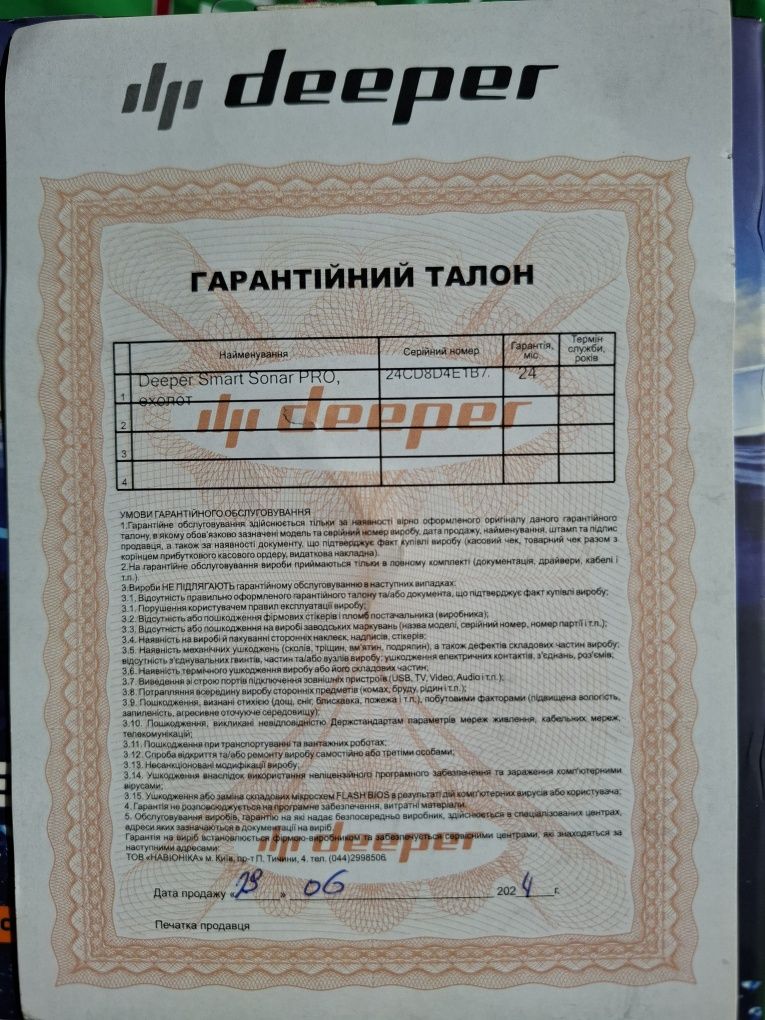 deeper
ГАРАНТІЙНИЙ ТАЛОН
Найменування Серійний номер Гарантія, міс. Термін служби, років
1 Deeper Smart Sonar PRO, ехолот 24CD8D4E1B7. 24
2
3
4
deeper
УМОВИ ГАРАНТІЙНОГО ОБСЛУГОВУВАННЯ
1.Гарантійне обслуговування здійснюється тільки за наявності вірно оформленого оригіналу даного гарантійного
талону, в якому обов'язково зазначені модель та серійний номер виробу, дата продажу, найменування, штамп та підпис
продавця, а також за наявності документу, що підтверджує факт купівлі виробу (касовий чек, товарний чек разом з
корінцем прибуткового касового ордеру, видаткова накладна).
2.На гарантійне обслуговування вироби приймаються тільки в повному комплекті (документація, драйвери, кабелі і
т.п.).
3.Вироби НЕ ПІДЛЯГАЮТЬ гарантійному обслуговуванню в наступних випадках:
3.1. Відсутність правильно оформленого гарантійного талону та/або документа, що підтверджує факт купівлі виробу;
3.1. Порушення користувачем правил експлуатації виробу;
3.2. Відсутність або пошкодження фірмових стікерів і пломб постачальника (виробника);
3.3. Відсутність або пошкодження на виробі заводських маркувань (назва моделі, серійний номер, номер партії і т.п.);
3.4. Наявність на виробі й пакуванні сторонніх наклеєк, надписів, стікерів;
3.5. Наявність механічних ушкоджень (сколів, тріщин, вм'ятин, подряпин), а також дефектів складових частин виробу:
відсутність з'єднувальних гвинтів, частин та/або вузлів виробу; ушкодження електричних контактів, з'єднань, роз'ємів;
3.6. Наявність термічного ушкодження виробу або його складових частин;
3.7. Виведення зі строю портів підключення зовнішніх пристроїв (USB, TV, Video, Audio і т.п.);
3.8. Потрапляння всередину виробу сторонніх предметів (комах, бруду, рідин і т.п.);
3.9. Пошкодження, визнані стихією (дощ, сніг, блискавка, пожежа і т.п.), побутовими факторами (підвищена вологість,
запиленість, агресивне оточуюче середовище);
3.10. Пошкодження, викликані невідповідністю Держстандартам параметрів мереж живлення, кабельних мереж,
телекомунікацій;
3.11. Пошкодження при транспортуванні та вантажних роботах;
3.12. Спроба відкриття та/або ремонту виробу самостійно або третіми особами;
3.13. Несанкціоновані модифікації виробу;
3.14. Ушкодження внаслідок використання неліцензійного програмного забезпечення та зараження комп'ютерними
вірусами;
3.15. Ушкодження або заміна складових мікросхем FLASH BIOS в результаті дій комп'ютерних вірусів або користувача;
4. Гарантія не розповсюджується на програмне забезпечення, витратні матеріали.
5. Обслуговування виробів, гарантію на які надає безпосередньо виробник, здійснюється в спеціалізованих центрах,
адреси яких зазначаються в документації на виріб.
Гарантія на виріб встановлюється фірмою-виробником та забезпечується сервісними центрами, які знаходяться за
наступними адресами:
ТОВ «НАВІОНІКА» м. Київ, пр-т П. Тичини, 4. тел. (044)2998506.
deeper
Дата продажу «29» 06 2024 г.
Печатка продавця